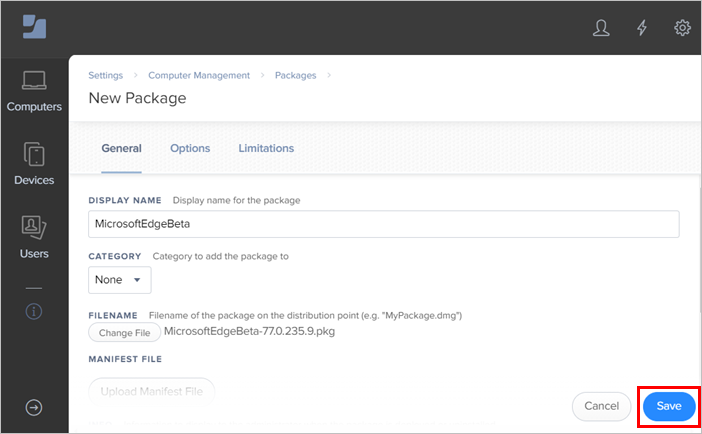 Settings > Computer Management > Packages >
New Package
Computers
Devices
Users
General Options Limitations
DISPLAY NAME Display name for the package
MicrosoftEdgeBeta
CATEGORY Category to add the package to
None
FILENAME Filename of the package on the distribution point (e.g. "MyPackage.dmg")
Change File MicrosoftEdgeBeta-77.0.235.9.pkg
MANIFEST FILE
Upload Manifest File
Cancel Save